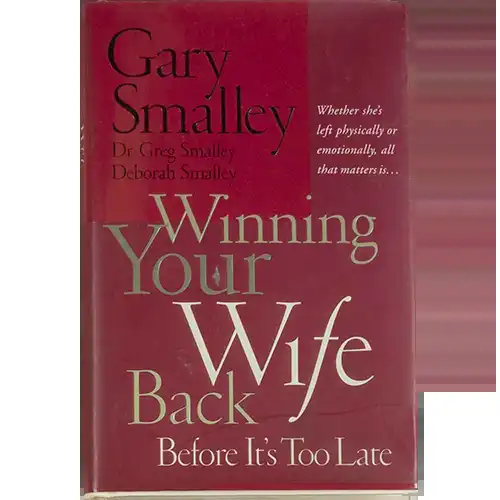 Gary
Smalley
Dr Greg Smalley
Deborah Smalley
Whether she's
left physically or
emotionally, all
that matters is...
Winning
Your
Wife
Back
Before It's Too Late